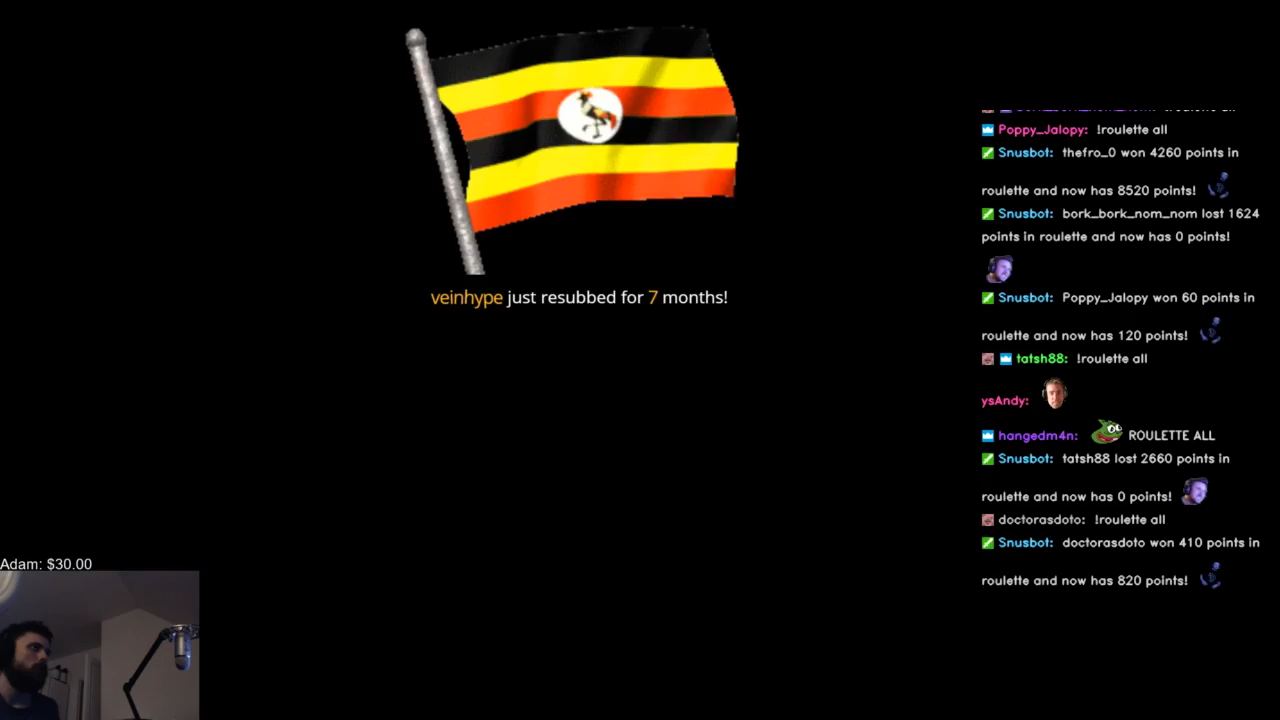 Poppy_Jalopy: !roulette all
Snusbot: thefro_0 won 4260 points in
roulette and now has 8520 points!
Snusbot: bork_bork_nom_nom lost 1624
points in roulette and now has 0 points!
veinhype just resubbed for 7 months!
Snusbot: Poppy_Jalopy won 60 points in
roulette and now has 120 points!
tatsh88: !roulette all
ysAndy:
hangedm4n: ROULETTE ALL
Snusbot: tatsh88 lost 2660 points in
roulette and now has 0 points!
doctorasdoto: !roulette all
Snusbot: doctorasdoto won 410 points in
roulette and now has 820 points!
Adam: $30.00